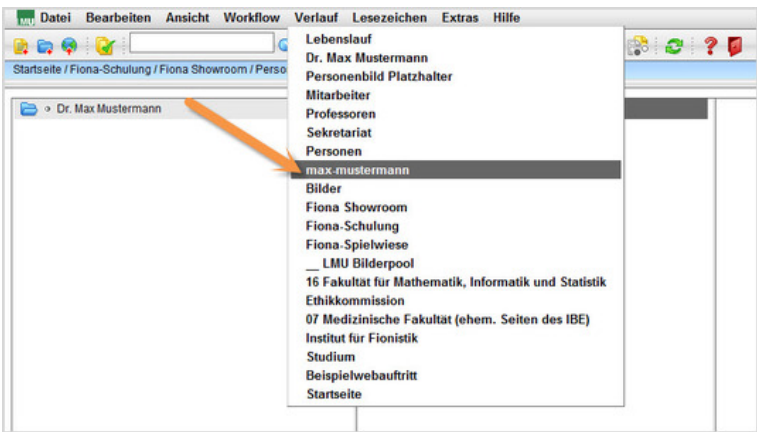 LMU Datei Bearbeiten Ansicht Workflow Verlauf Lesezeichen Extras Hilfe
Startseite / Fiona-Schulung / Fiona Showroom / Perso
Dr. Max Mustermann
Lebenslauf
Dr. Max Mustermann
Personenbild Platzhalter
Mitarbeiter
Professoren
Sekretariat
Personen
max-mustermann
Bilder
Fiona Showroom
Fiona-Schulung
Fiona-Spielwiese
__ LMU Bilderpool
16 Fakultät für Mathematik, Informatik und Statistik
Ethikkommission
07 Medizinische Fakultät (ehem. Seiten des IBE)
Institut für Fionistik
Studium
Beispielwebauftritt
Startseite